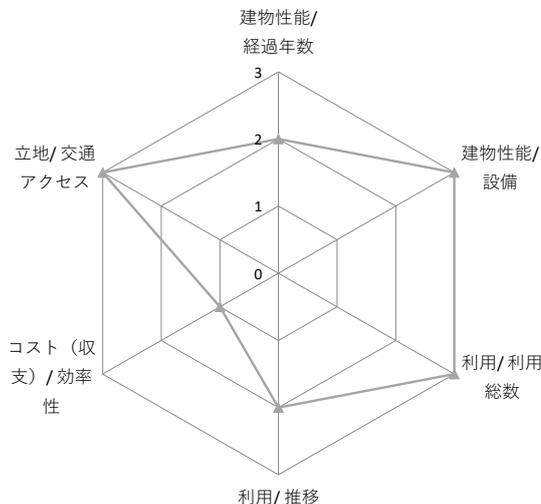 建物性能/
経過年数
3
立地/ 交通
アクセス
2
建物性能/
設備
1
0
コスト（収
支）/ 効率
性
利用/ 利用
総数
利用/ 推移